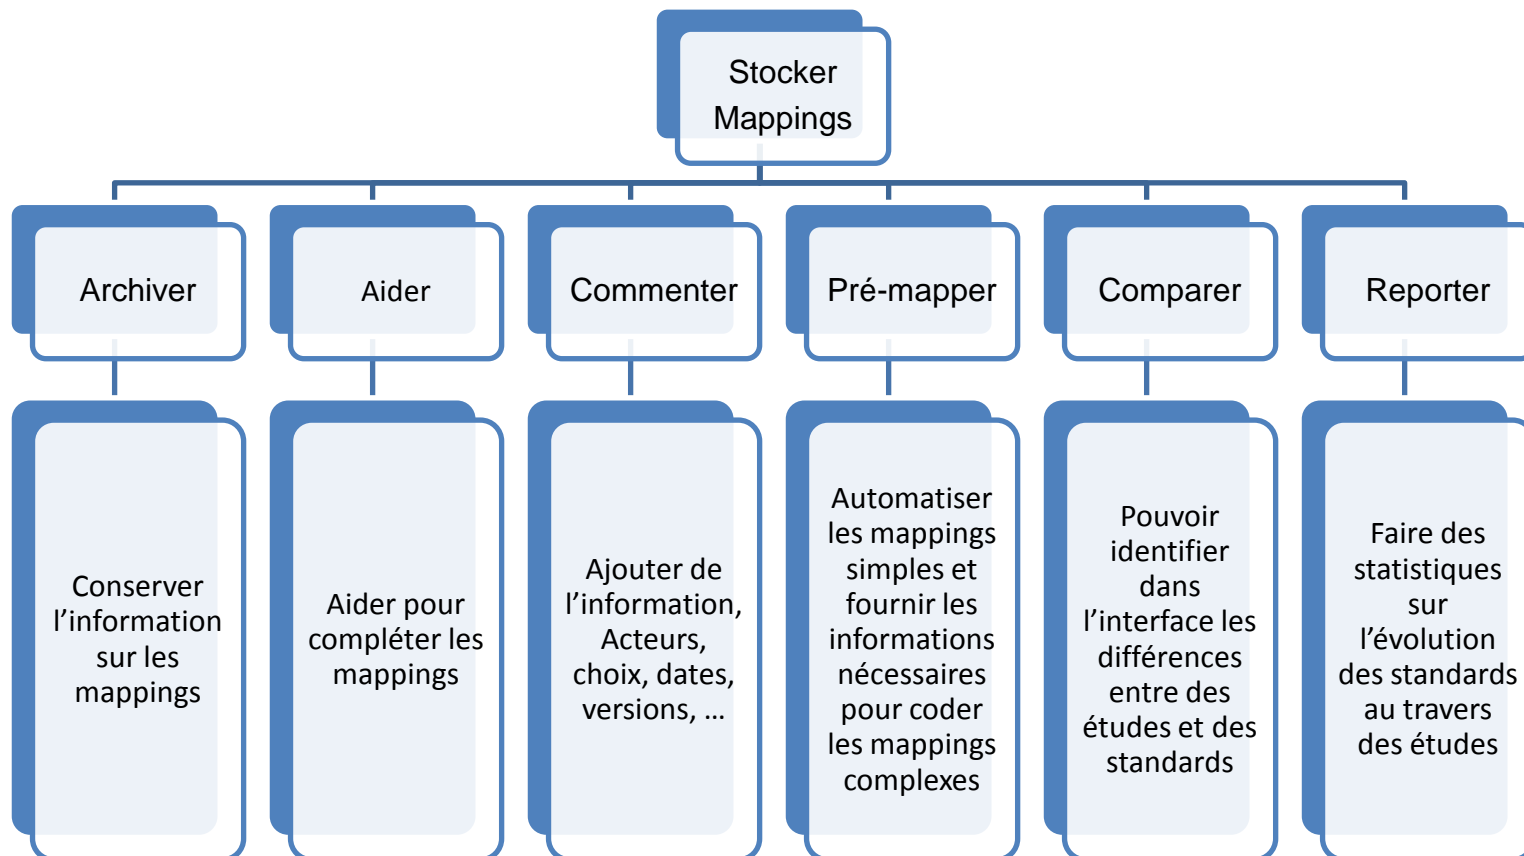 Stocker
Mappings
Archiver
Aider
Commenter
Pré-mapper
Comparer
Reporter
Conserver
l’information
sur les
mappings
Aider pour
compléter les
mappings
Ajouter de
l’information,
Acteurs,
choix, dates,
versions, ...
Automatiser
les mappings
simples et
fournir les
informations
nécessaires
pour coder
les mappings
complexes
Pouvoir
identifier
dans
l’interface les
différences
entre des
études et des
standards
Faire des
statistiques
sur
l’évolution
des standards
au travers
des études